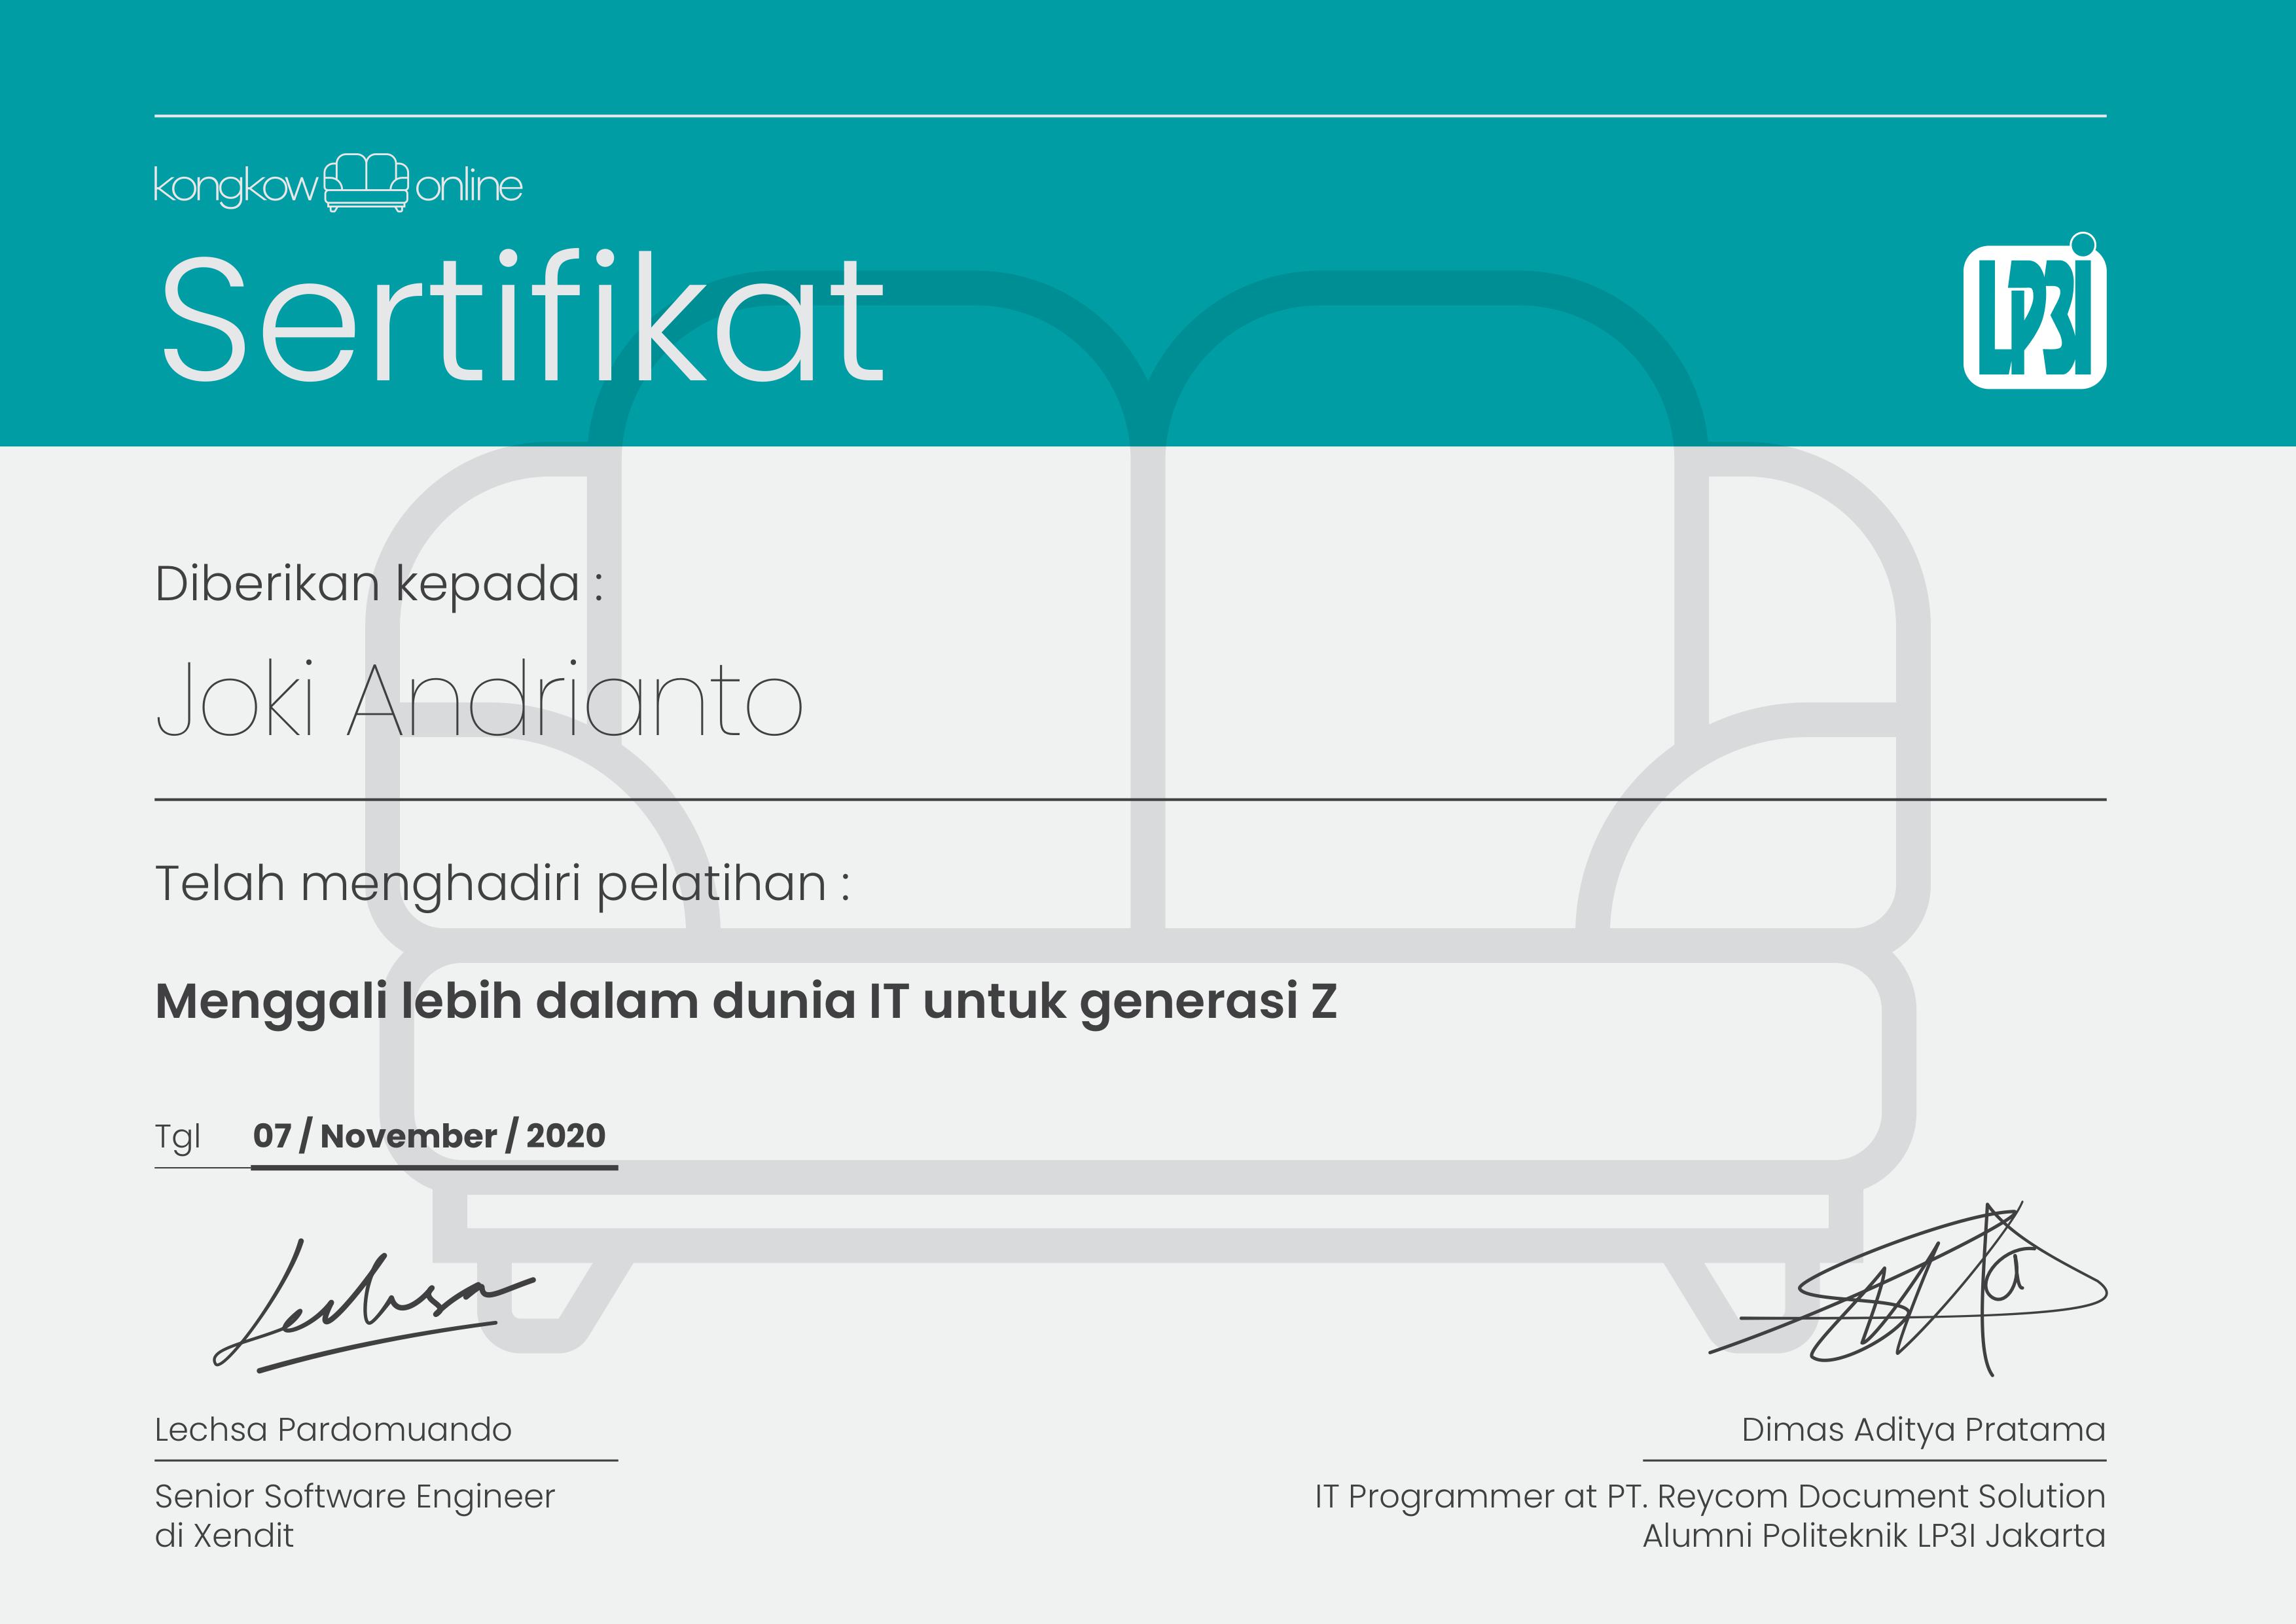 kongkow online
Sertifikat
LP3i
Diberikan kepada :
Joki Andrianto
Telah menghadiri pelatihan :
Menggali lebih dalam dunia IT untuk generasi Z
Tgl 07 / November / 2020
Lechsa
Lechsa Pardomuando
Senior Software Engineer
di Xendit
Dimas Aditya Pratama
IT Programmer at PT. Reycom Document Solution
Alumni Politeknik LP3I Jakarta